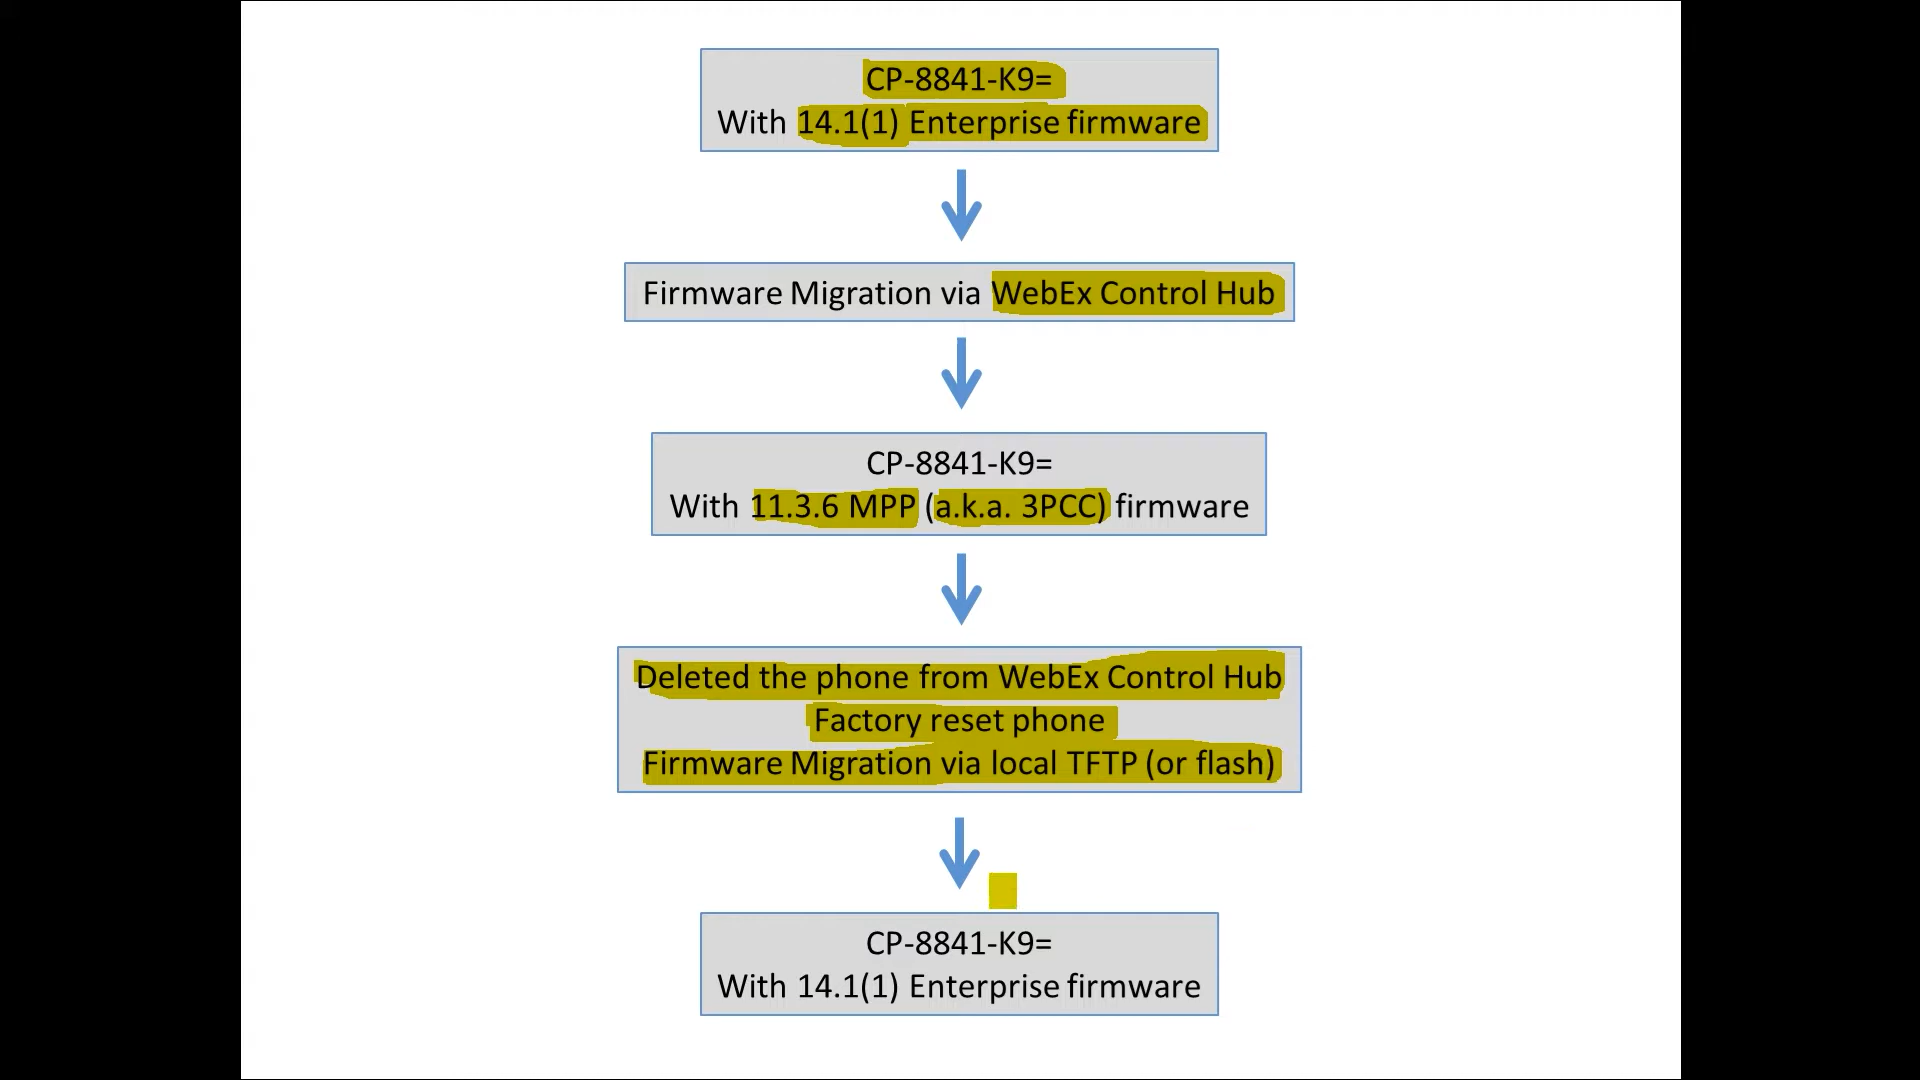 CP-8841-K9=
With 14.1(1) Enterprise firmware
Firmware Migration via WebEx Control Hub
CP-8841-K9=
With 11.3.6 MPP (a.k.a. 3PCC) firmware
Deleted the phone from WebEx Control Hub
Factory reset phone
Firmware Migration via local TFTP (or flash)
CP-8841-K9=
With 14.1(1) Enterprise firmware